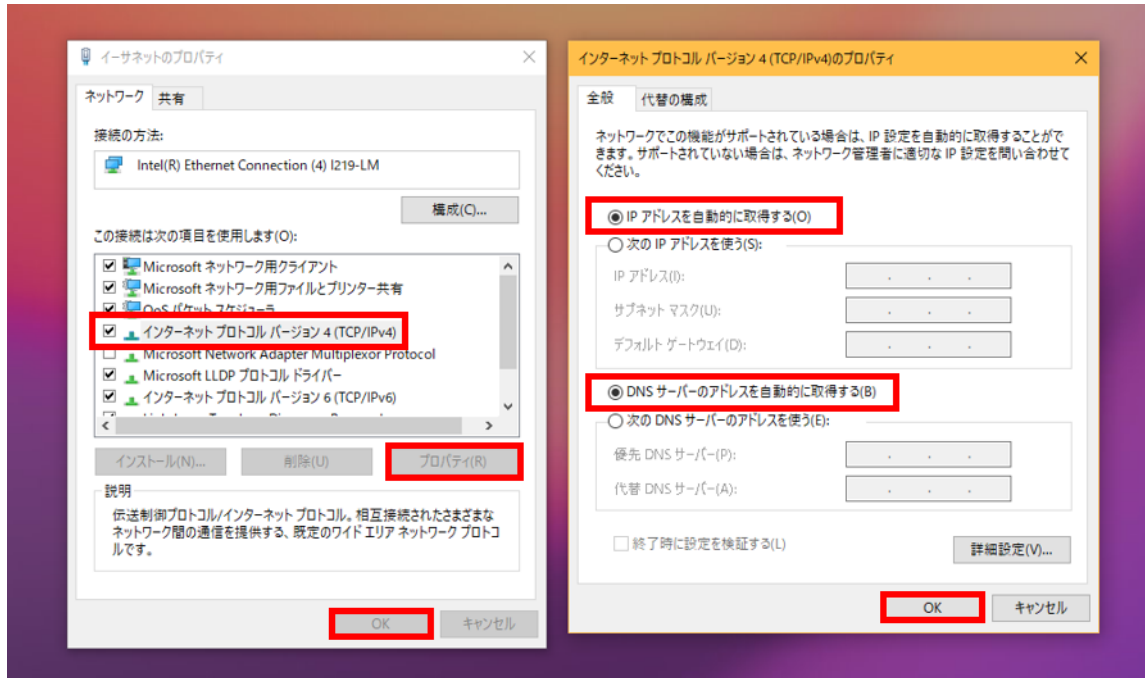 イーサネットのプロパティ
ネットワーク
共有
接続の方法:
Intel(R) Ethernet Connection (4) I219-LM
構成(C)...
この接続は次の項目を使用します(O):
Microsoft ネットワーク用クライアント
Microsoft ネットワーク用ファイルとプリンター共有
QoS パケット スケジューラ
インターネット プロトコル バージョン 4 (TCP/IPv4)
Microsoft Network Adapter Multiplexor Protocol
Microsoft LLDP プロトコル ドライバー
インターネット プロトコル バージョン 6 (TCP/IPv6)
インストール(N)...
削除(U)
プロパティ(R)
説明
伝送制御プロトコル/インターネット プロトコル。相互接続されたさまざまな
ネットワーク間の通信を提供する、既定のワイド エリア ネットワーク プロトコ
ルです。
OK
キャンセル
インターネット プロトコル バージョン 4 (TCP/IPv4)のプロパティ
全般
代替の構成
ネットワークでこの機能がサポートされている場合は、IP 設定を自動的に取得することがで
きます。サポートされていない場合は、ネットワーク管理者に適切な IP 設定を問い合わせて
ください。
IP アドレスを自動的に取得する(O)
次の IP アドレスを使う(S):
IP アドレス(I):
サブネット マスク(U):
デフォルト ゲートウェイ(D):
DNS サーバーのアドレスを自動的に取得する(B)
次の DNS サーバーのアドレスを使う(E):
優先 DNS サーバー(P):
代替 DNS サーバー(A):
終了時に設定を検証する(L)
詳細設定(V)...
OK
キャンセル